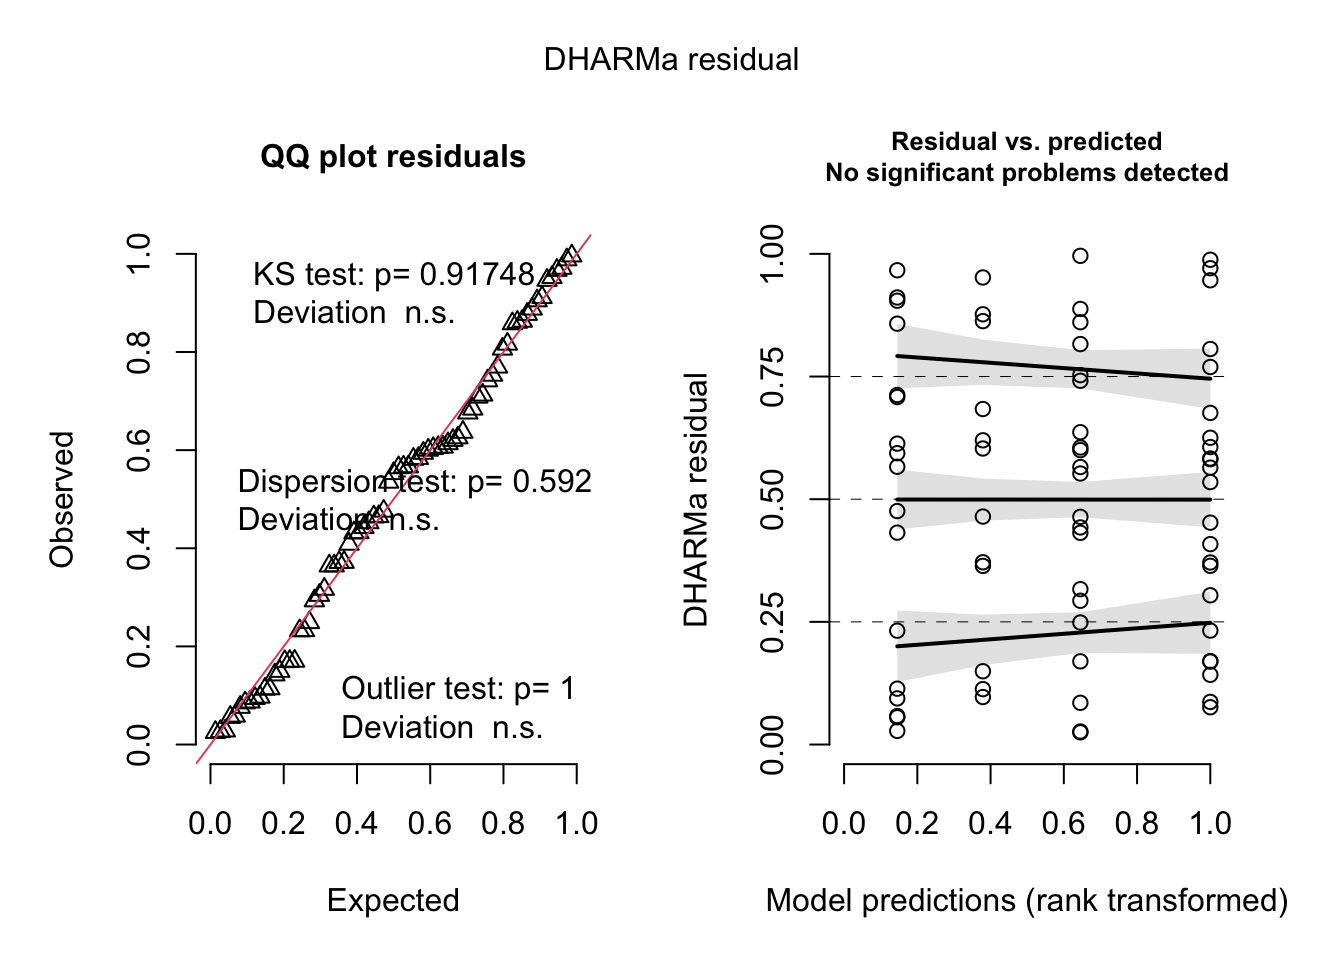 DHARMa residual
QQ plot residuals
KS test: p= 0.91748
Deviation  n.s.
Dispersion test: p= 0.592
Deviation  n.s.
Outlier test: p= 1
Deviation  n.s.
Observed
0.0 0.2 0.4 0.6 0.8 1.0
0.0 0.2 0.4 0.6 0.8 1.0
Expected
Residual vs. predicted
No significant problems detected
DHARMa residual
0.00 0.25 0.50 0.75 1.00
0.0 0.2 0.4 0.6 0.8 1.0
Model predictions (rank transformed)